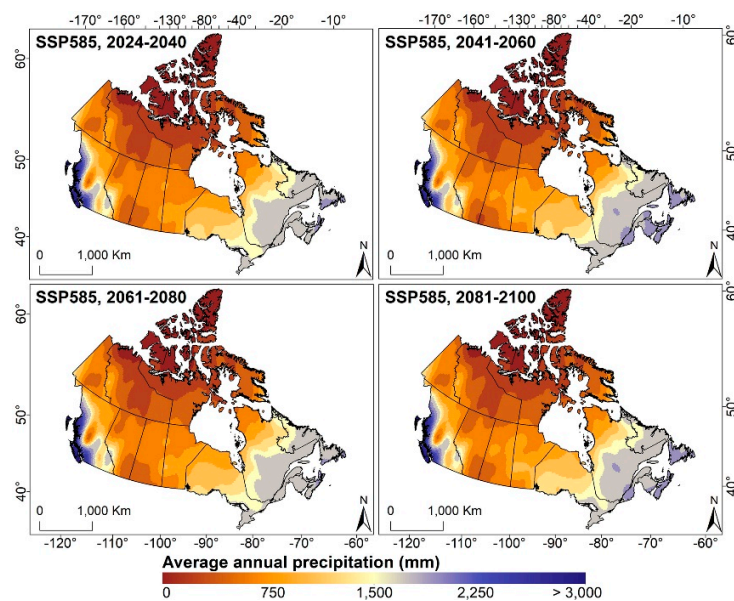 -170° -160° -130° -80° -40° -20° -10°
-170° -160° -130° -80° -40° -20° -10°
SSP585, 2024-2040
SSP585, 2041-2060
60°
60°
50°
50°
40°
40°
0 1,000 Km
N
0 1,000 Km
N
SSP585, 2061-2080
SSP585, 2081-2100
60°
60°
50°
50°
40°
40°
0 1,000 Km
N
0 1,000 Km
N
-120° -100° -90° -80° -70° -60°
-120° -100° -90° -80° -70° -60°
Average annual precipitation (mm)
0 750 1,500 2,250 > 3,000